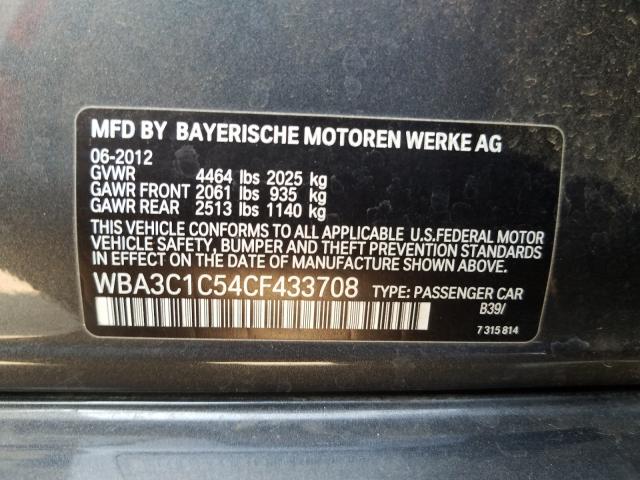 MFD BY BAYERISCHE MOTOREN WERKE AG
06-2012
GVWR 4464 lbs 2025 kg
GAWR FRONT 2061 lbs 935 kg
GAWR REAR 2513 lbs 1140 kg
THIS VEHICLE CONFORMS TO ALL APPLICABLE U.S.FEDERAL MOTOR
VEHICLE SAFETY, BUMPER AND THEFT PREVENTION STANDARDS
IN EFFECT ON THE DATE OF MANUFACTURE SHOWN ABOVE.
WBA3C1C54CF433708 TYPE: PASSENGER CAR
B39/
7 315 814